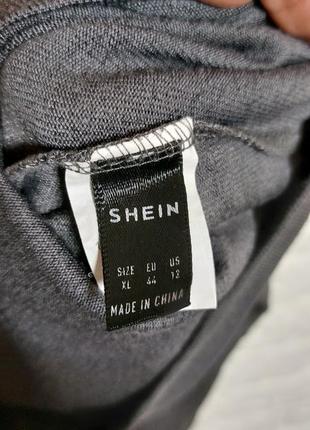 SHEIN
SIZE EU US
XL 44 12
MADE IN CHINA